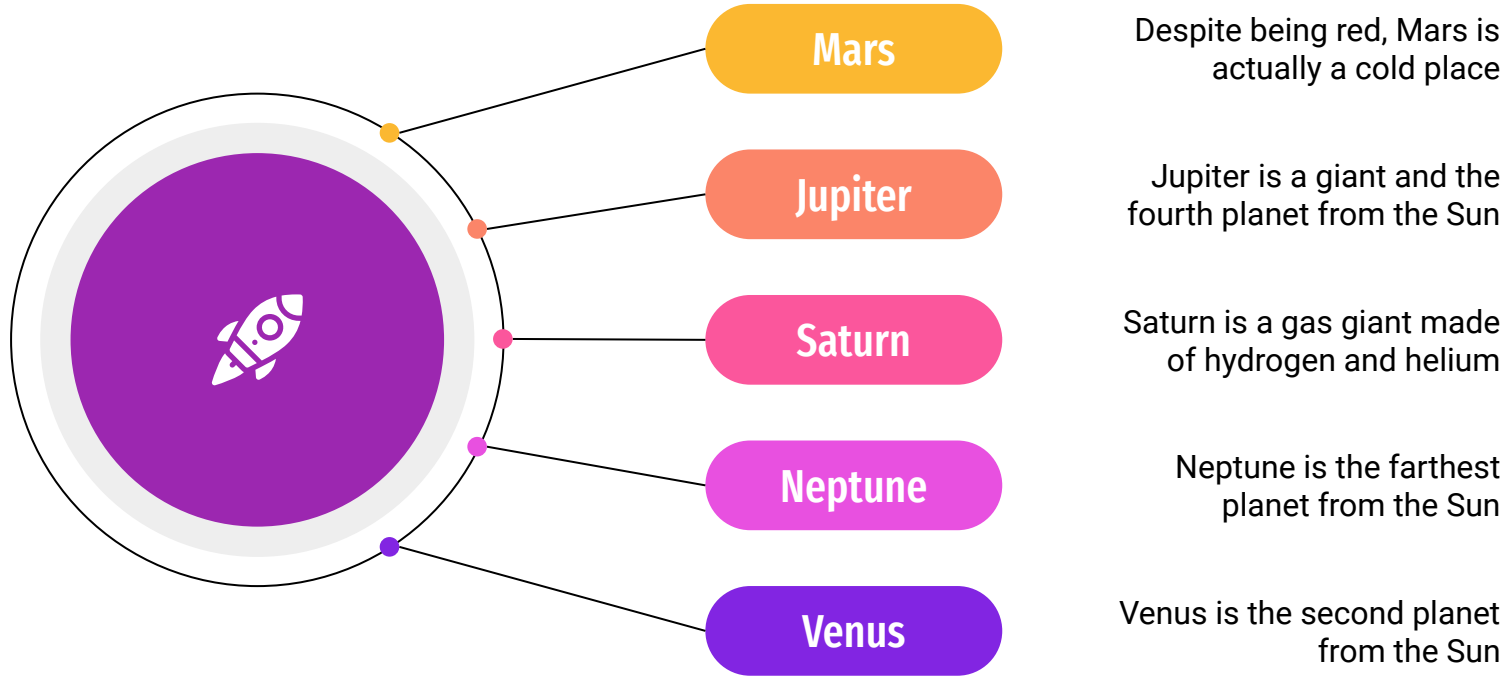 Mars
Despite being red, Mars is
actually a cold place
Jupiter
Jupiter is a giant and the
fourth planet from the Sun
Saturn
Saturn is a gas giant made
of hydrogen and helium
Neptune
Neptune is the farthest
planet from the Sun
Venus
Venus is the second planet
from the Sun